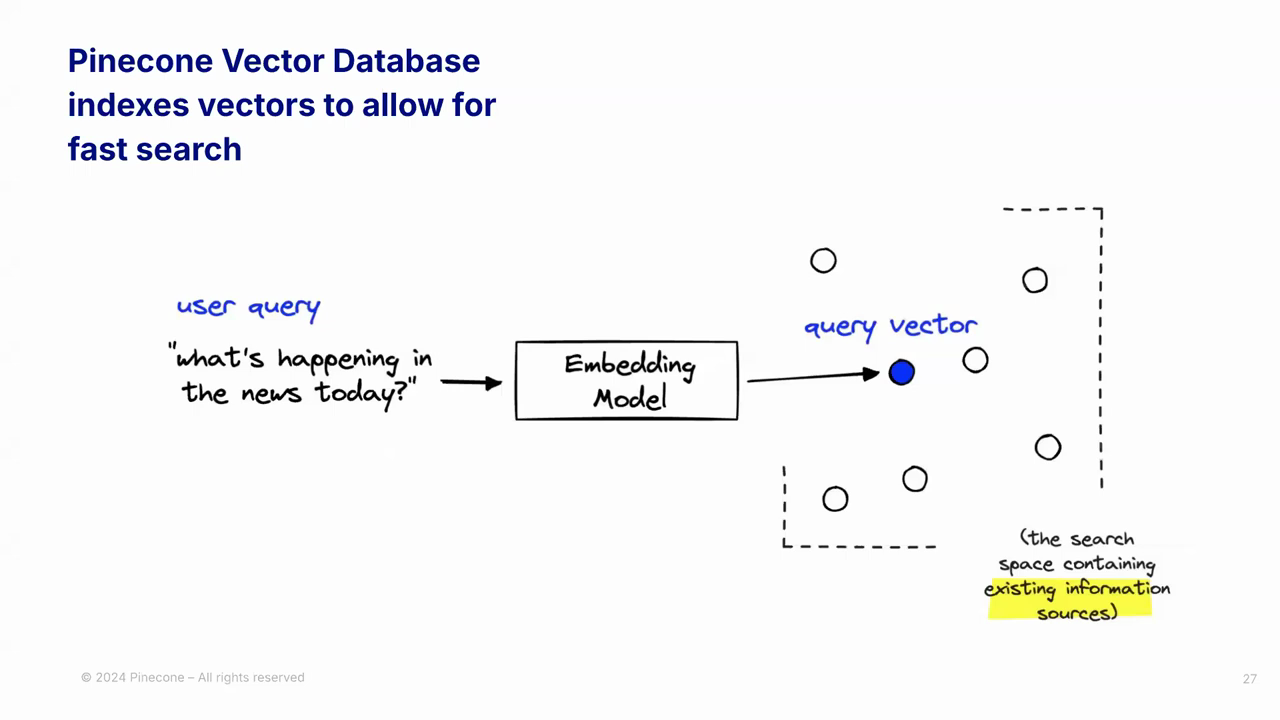 Pinecone Vector Database
indexes vectors to allow for
fast search
user query
"what's happening in
the news today?"
Embedding
Model
query vector
(the search
space containing
existing information
sources)
© 2024 Pinecone – All rights reserved
27